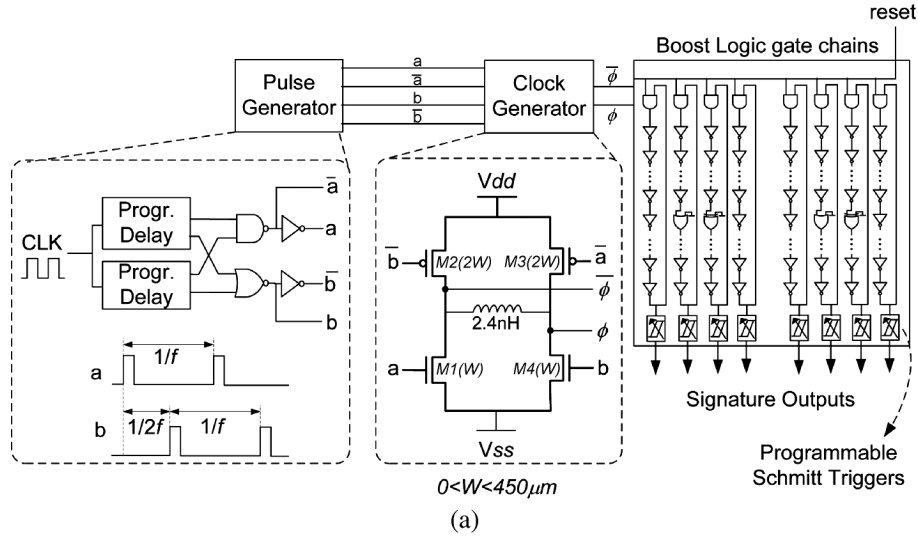 reset
Boost Logic gate chains
Pulse
Generator
a
a̅
b
b̅
Clock
Generator
ϕ̅
ϕ
CLK
Progr.
Delay
Progr.
Delay
a̅
a
b̅
b
1/f
a
b
1/2f
1/f
Vdd
b̅
M2(2W)
M3(2W)
a̅
ϕ̅
2.4nH
ϕ
a
M1(W)
M4(W)
b
Vss
0<W<450μm
Signature Outputs
Programmable
Schmitt Triggers
(a)